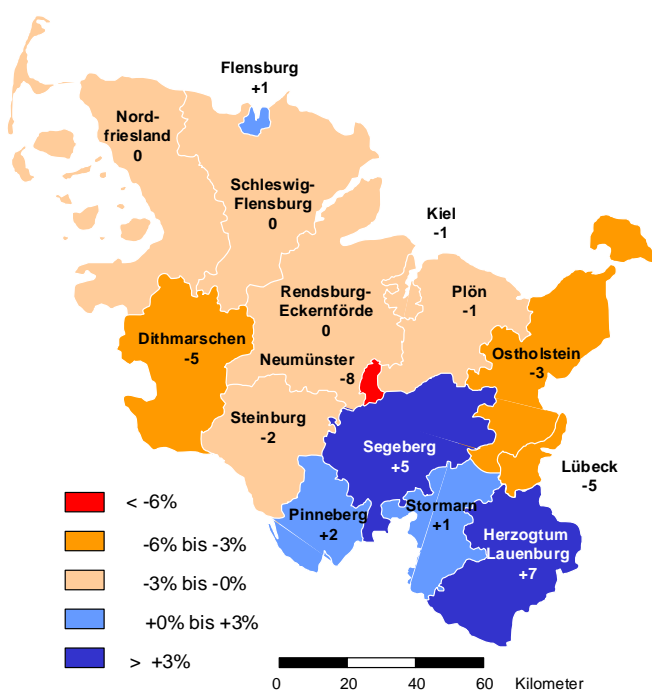 Flensburg
+1
Nord-
friesland
0
Schleswig-
Flensburg
0
Kiel
-1
Rendsburg-
Eckernförde
0
Plön
-1
Dithmarschen
-5
Neumünster
-8
Ostholstein
-3
Steinburg
-2
Segeberg
+5
Lübeck
-5
Pinneberg
+2
Stormarn
+1
Herzogtum
Lauenburg
+7
< -6%
-6% bis -3%
-3% bis -0%
+0% bis +3%
> +3%
0 20 40 60 Kilometer